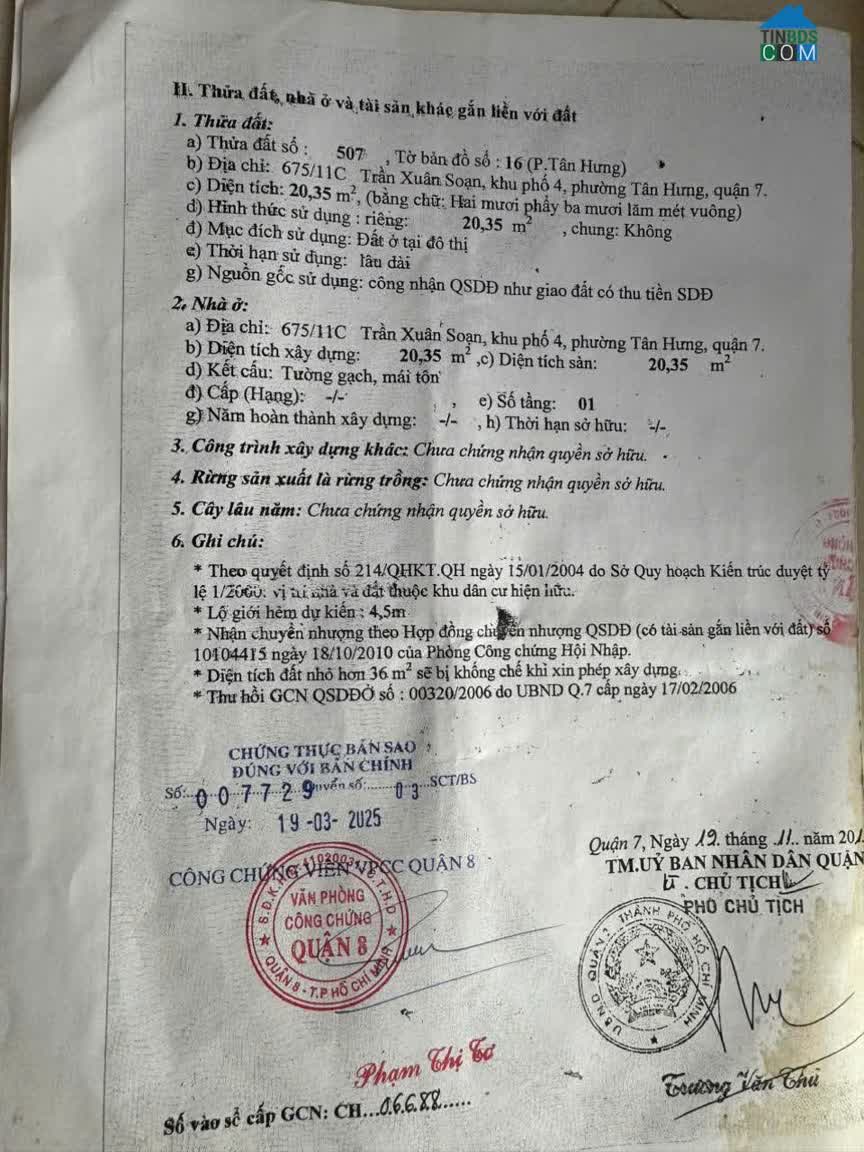 TINBDS
COM
II. Thửa đất, nhà ở và tài sản khác gắn liền với đất
1. Thửa đất:
a) Thửa đất số : 507 , Tờ bản đồ số : 16 (P.Tân Hưng)
b) Địa chỉ: 675/11C Trần Xuân Soạn, khu phố 4, phường Tân Hưng, quận 7.
c) Diện tích: 20,35 m², (bằng chữ: Hai mươi phẩy ba mươi lăm mét vuông)
d) Hình thức sử dụng : riêng: 20,35 m² , chung: Không
đ) Mục đích sử dụng: Đất ở tại đô thị
e) Thời hạn sử dụng: lâu dài
g) Nguồn gốc sử dụng: công nhận QSDĐ như giao đất có thu tiền SDĐ
2. Nhà ở:
a) Địa chỉ: 675/11C Trần Xuân Soạn, khu phố 4, phường Tân Hưng, quận 7.
b) Diện tích xây dựng: 20,35 m² ,c) Diện tích sàn: 20,35 m²
d) Kết cấu: Tường gạch, mái tôn
đ) Cấp (Hạng): -/- , e) Số tầng: 01
g) Năm hoàn thành xây dựng: -/- , h) Thời hạn sở hữu: -/-
3. Công trình xây dựng khác: Chưa chứng nhận quyền sở hữu.
4. Rừng sản xuất là rừng trồng: Chưa chứng nhận quyền sở hữu.
5. Cây lâu năm: Chưa chứng nhận quyền sở hữu.
6. Ghi chú:
* Theo quyết định số 214/QHKT.QH ngày 15/01/2004 do Sở Quy hoạch Kiến trúc duyệt tỷ
lệ 1/2000: vị trí nhà và đất thuộc khu dân cư hiện hữu.
* Lộ giới hẻm dự kiến : 4,5m
* Nhận chuyển nhượng theo Hợp đồng chuyển nhượng QSDĐ (có tài sản gắn liền với đất) số
10104415 ngày 18/10/2010 của Phòng Công chứng Hội Nhập.
* Diện tích đất nhỏ hơn 36 m² sẽ bị khống chế khi xin phép xây dựng.
* Thu hồi GCN QSDĐỞ số : 00320/2006 do UBND Q.7 cấp ngày 17/02/2006
CHỨNG THỰC BẢN SAO
ĐÚNG VỚI BẢN CHÍNH
Số:..007729 quyển số:......03...SCT/BS
Ngày: 19-03-2025
CÔNG CHỨNG VIÊN VPCC QUẬN 8
VĂN PHÒNG
CÔNG CHỨNG
QUẬN 8
QUẬN 8 - T.P HỒ CHÍ MINH
Phạm Thị Tơ
Quận 7, Ngày 19. tháng .11.. năm 201
TM.UỶ BAN NHÂN DÂN QUẬN
KT . CHỦ TỊCH
PHÓ CHỦ TỊCH
UBND QUẬN 7 THÀNH PHỐ HỒ CHÍ MINH
Trương Văn Thủ
Số vào sổ cấp GCN: CH...06688.....